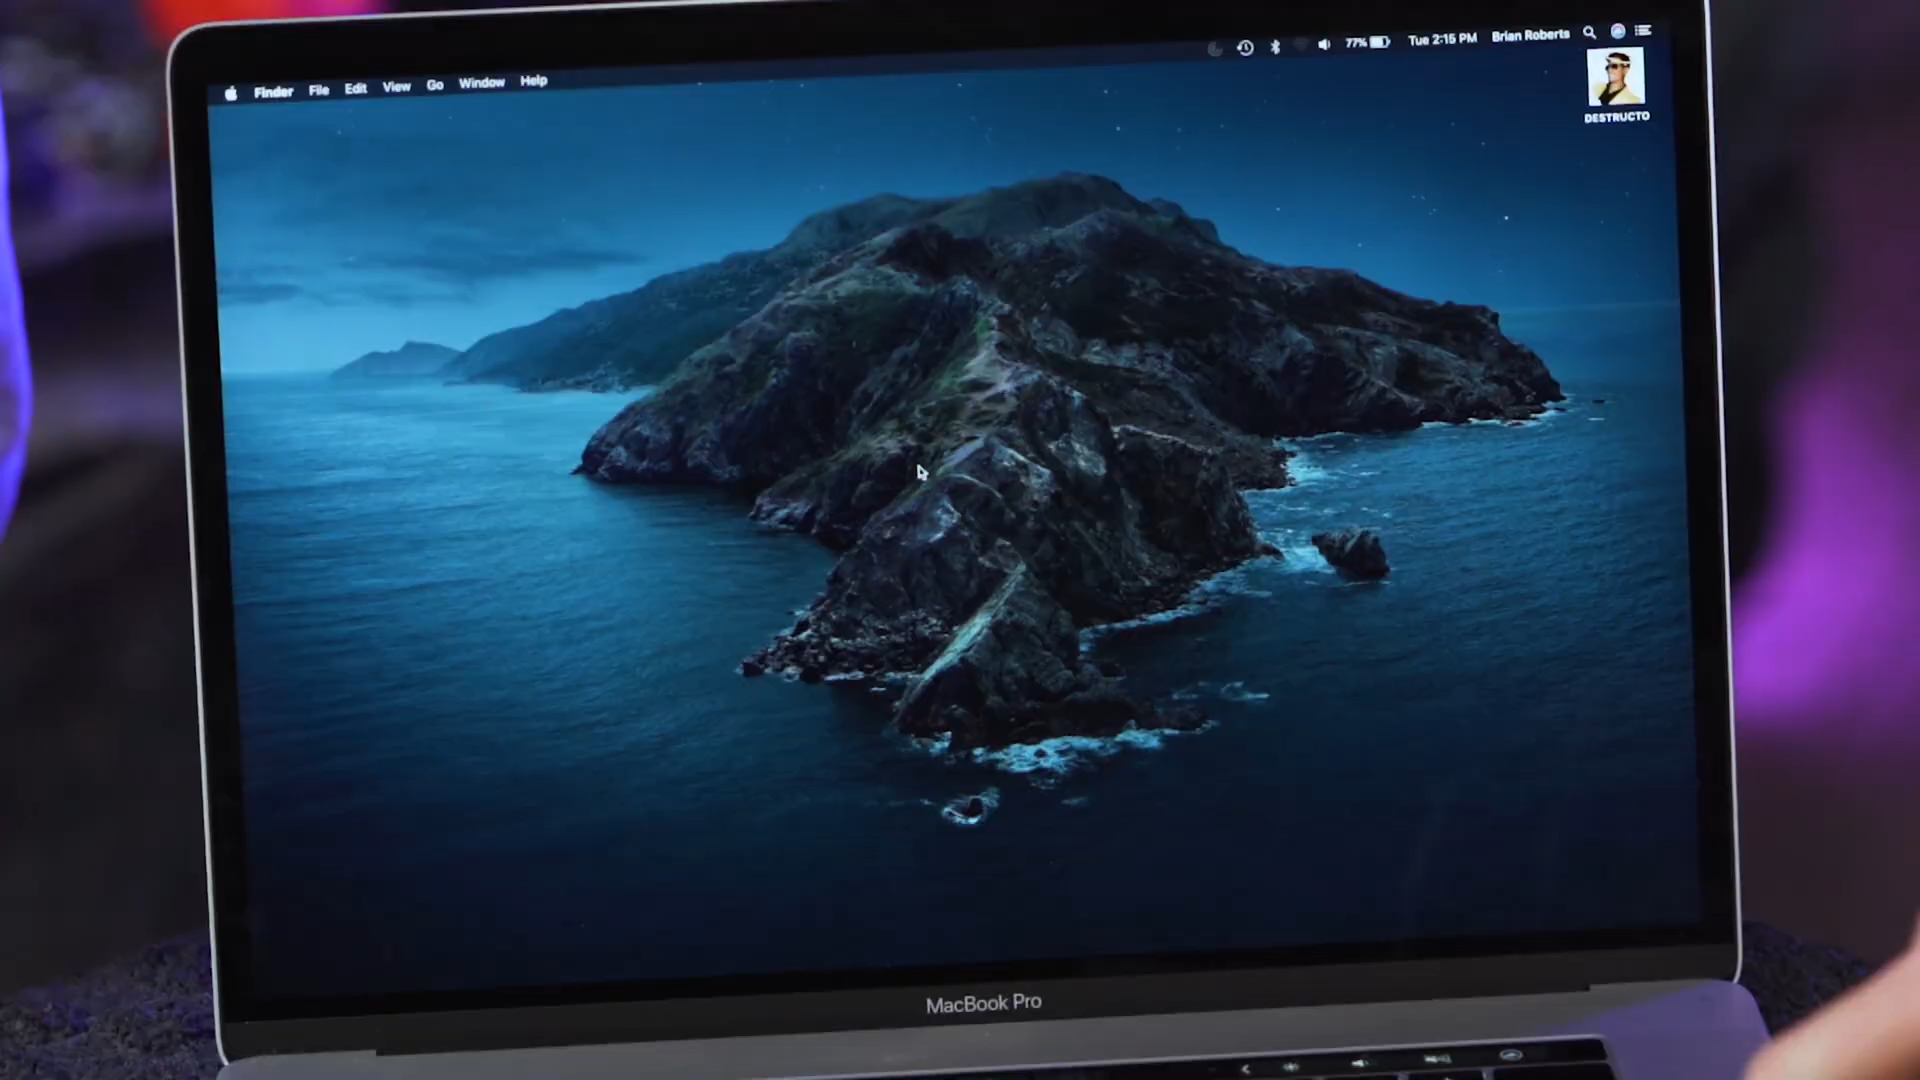 Finder File Edit View Go Window Help
77% Tue 2:15 PM Brian Roberts
DESTRUCTO
MacBook Pro